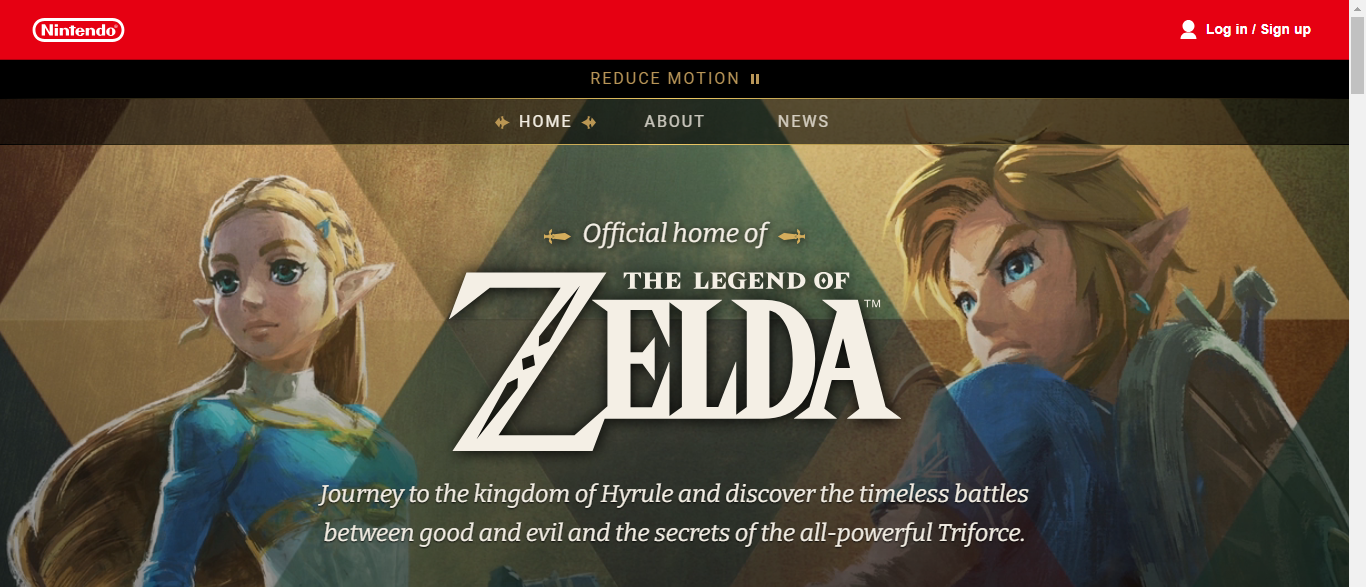 Nintendo
Log in / Sign up
REDUCE MOTION
HOME
ABOUT
NEWS
Official home of
THE LEGEND OF
ZELDA™
Journey to the kingdom of Hyrule and discover the timeless battles
between good and evil and the secrets of the all-powerful Triforce.